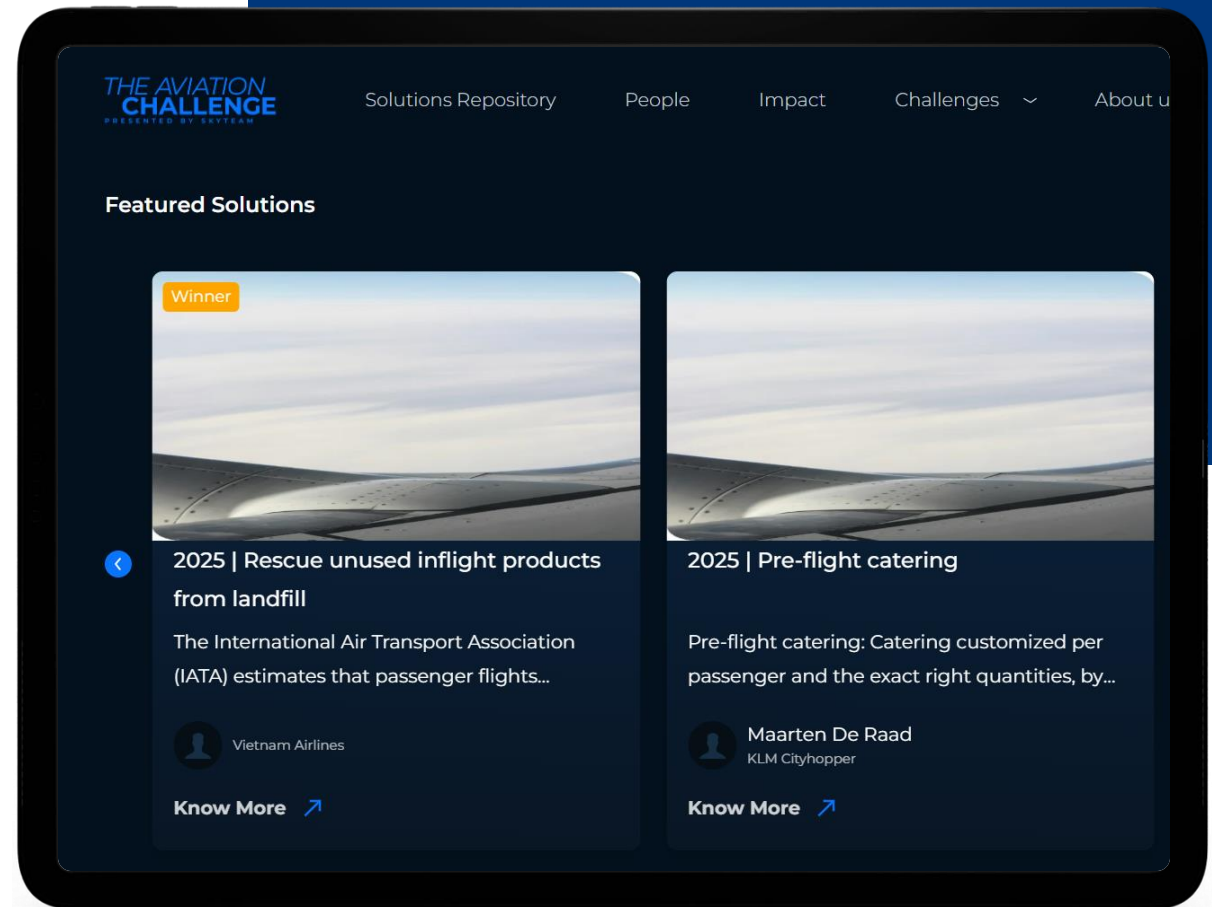 THE AVIATION
CHALLENGE
PRESENTED BY SKYTEAM
Solutions Repository
People
Impact
Challenges
About u
Featured Solutions
Winner
2025 | Rescue unused inflight products
from landfill
The International Air Transport Association
(IATA) estimates that passenger flights...
Vietnam Airlines
Know More
2025 | Pre-flight catering
Pre-flight catering: Catering customized per
passenger and the exact right quantities, by...
Maarten De Raad
KLM Cityhopper
Know More